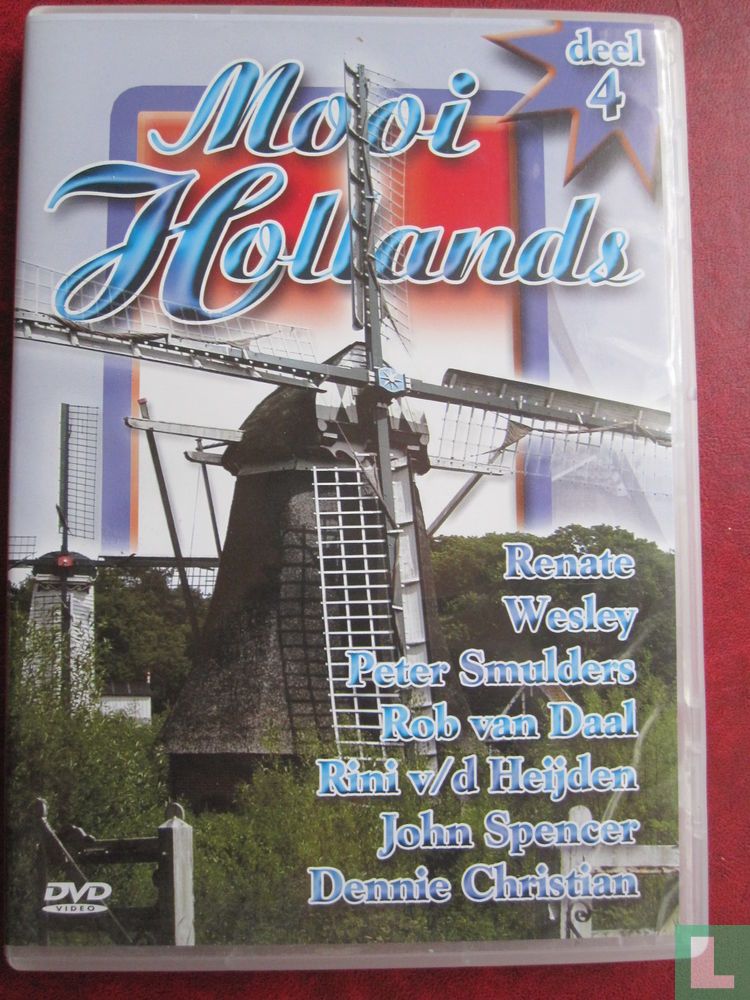 deel
4
Mooi
Hollands
Renate
Wesley
Peter Smulders
Rob van Daal
Rini v/d Heijden
John Spencer
Dennie Christian
DVD
VIDEO
L